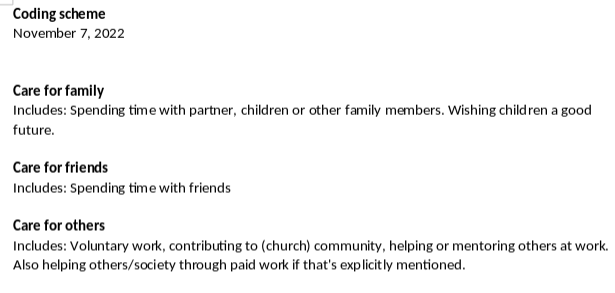 Coding scheme
November 7, 2022
Care for family
Includes: Spending time with partner, children or other family members. Wishing children a good
future.
Care for friends
Includes: Spending time with friends
Care for others
Includes: Voluntary work, contributing to (church) community, helping or mentoring others at work.
Also helping others/society through paid work if that's explicitly mentioned.